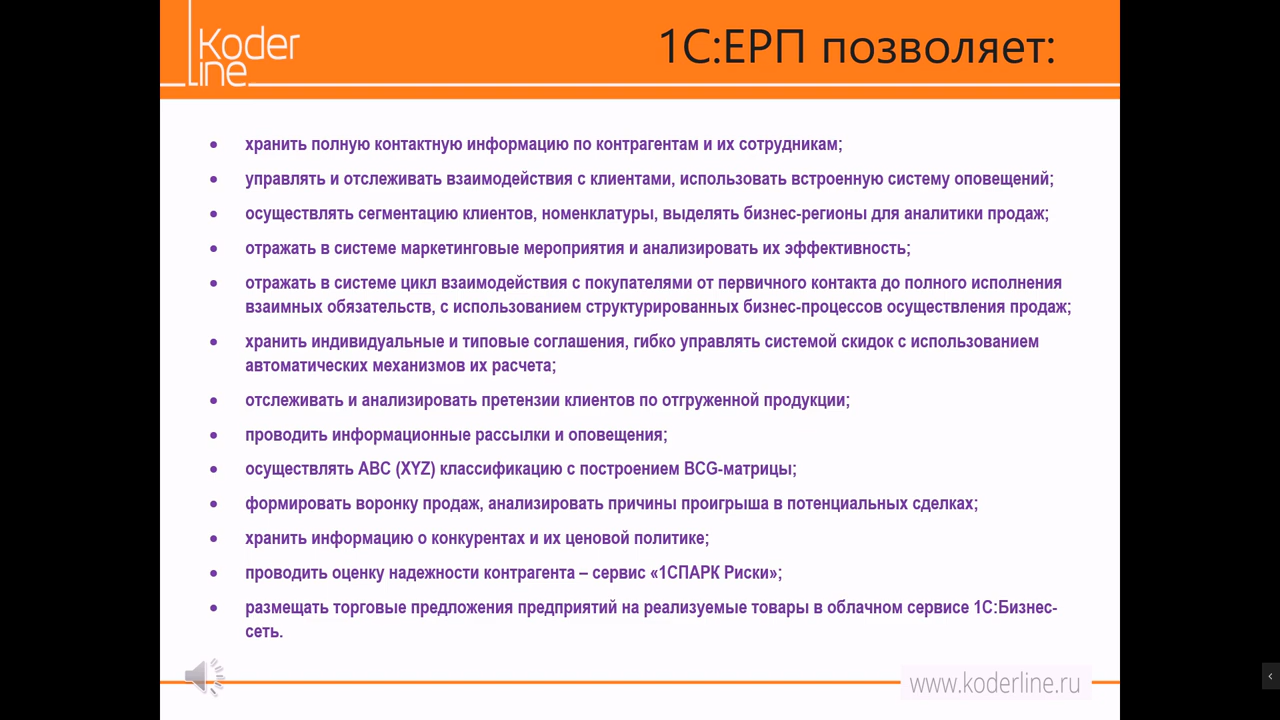 Koder
line
1С:ЕРП позволяет:
• хранить полную контактную информацию по контрагентам и их сотрудникам;
• управлять и отслеживать взаимодействия с клиентами, использовать встроенную систему оповещений;
• осуществлять сегментацию клиентов, номенклатуры, выделять бизнес-регионы для аналитики продаж;
• отражать в системе маркетинговые мероприятия и анализировать их эффективность;
• отражать в системе цикл взаимодействия с покупателями от первичного контакта до полного исполнения
взаимных обязательств, с использованием структурированных бизнес-процессов осуществления продаж;
• хранить индивидуальные и типовые соглашения, гибко управлять системой скидок с использованием
автоматических механизмов их расчета;
• отслеживать и анализировать претензии клиентов по отгруженной продукции;
• проводить информационные рассылки и оповещения;
• осуществлять ABC (XYZ) классификацию с построением BCG-матрицы;
• формировать воронку продаж, анализировать причины проигрыша в потенциальных сделках;
• хранить информацию о конкурентах и их ценовой политике;
• проводить оценку надежности контрагента – сервис «1СПАРК Риски»;
• размещать торговые предложения предприятий на реализуемые товары в облачном сервисе 1С:Бизнес-
сеть.
www.koderline.ru